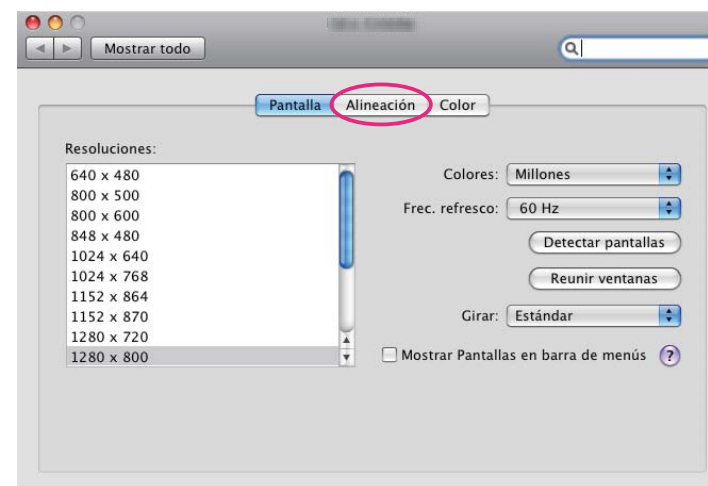 Mostrar todo
Pantalla Alineación Color
Resoluciones:
640 x 480
800 x 500
800 x 600
848 x 480
1024 x 640
1024 x 768
1152 x 864
1152 x 870
1280 x 720
1280 x 800
Colores: Millones
Frec. refresco: 60 Hz
Detectar pantallas
Reunir ventanas
Girar: Estándar
Mostrar Pantallas en barra de menús ?